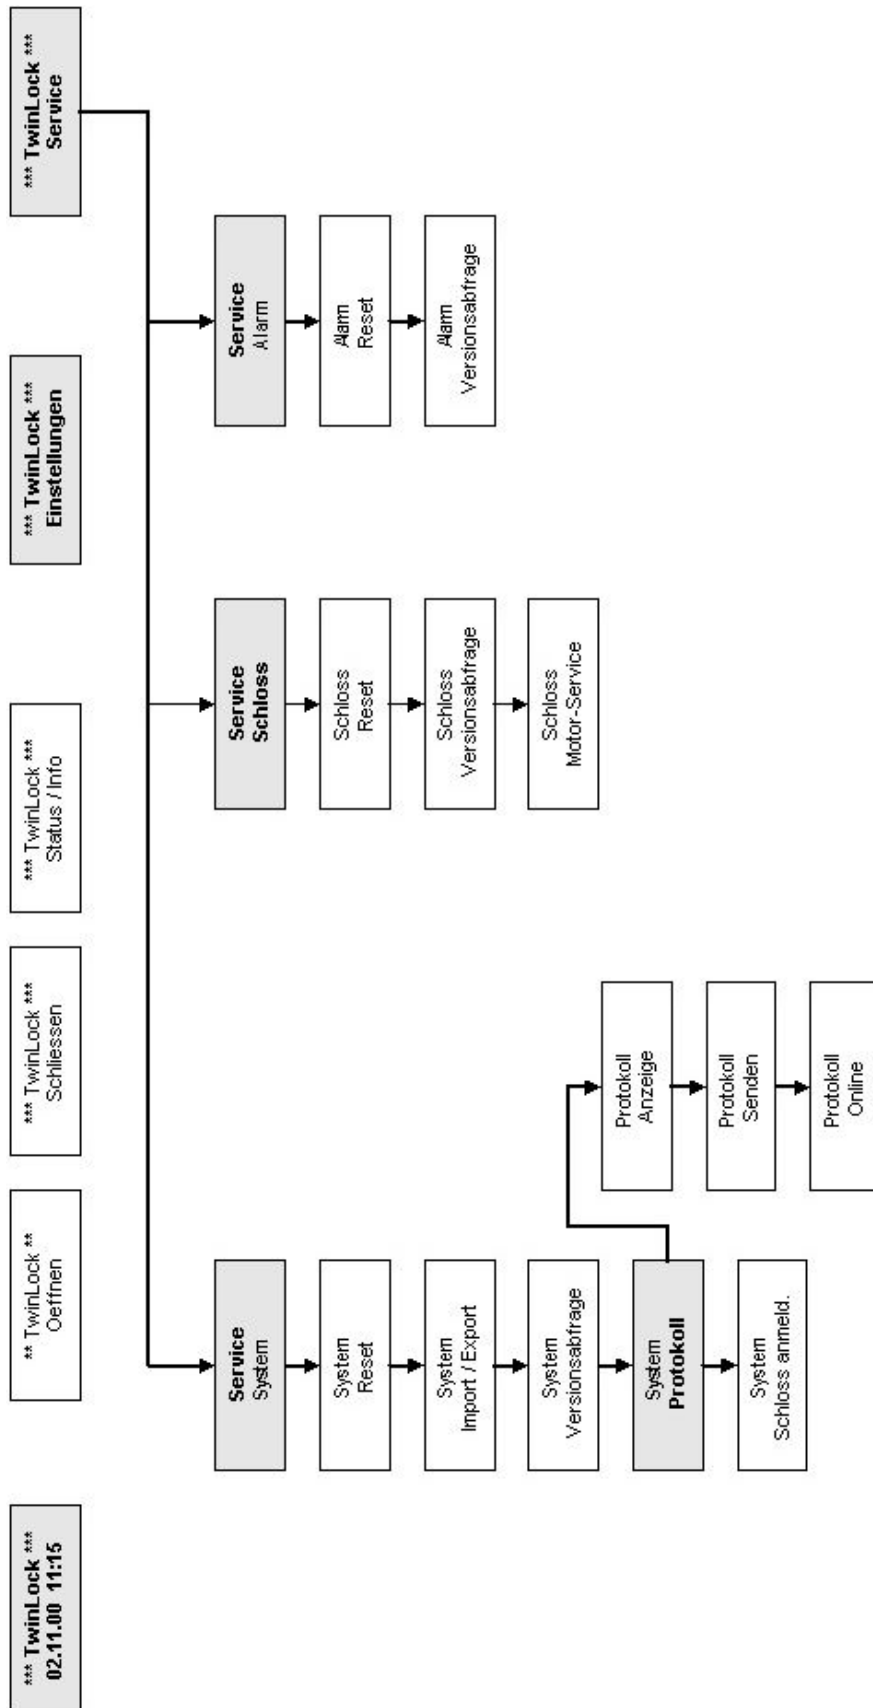 *** TwinLock ***
02.11.00 11:15
** TwinLock **
Oeffnen
*** TwinLock ***
Schliessen
*** TwinLock ***
Status / Info
*** TwinLock ***
Einstellungen
*** TwinLock ***
Service
Service
System
System
Reset
System
Import / Export
System
Versionsabfrage
System
Protokoll
System
Schloss anmeld.
Protokoll
Anzeige
Protokoll
Senden
Protokoll
Online
Service
Schloss
Schloss
Reset
Schloss
Versionsabfrage
Schloss
Motor-Service
Service
Alarm
Alarm
Reset
Alarm
Versionsabfrage